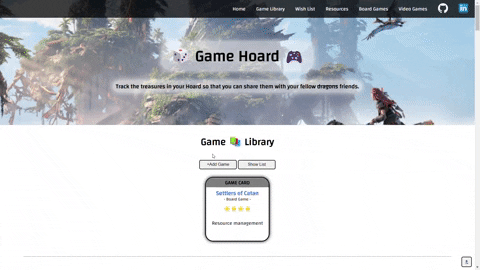 Home Game Library Wish List Resources Board Games Video Games in
Game Hoard
Track the treasures in your Hoard so that you can share them with your fellow dragons friends.
Game Library
+Add Game Show List
GAME CARD
Settlers of Catan
- Board Game -
Resource management!